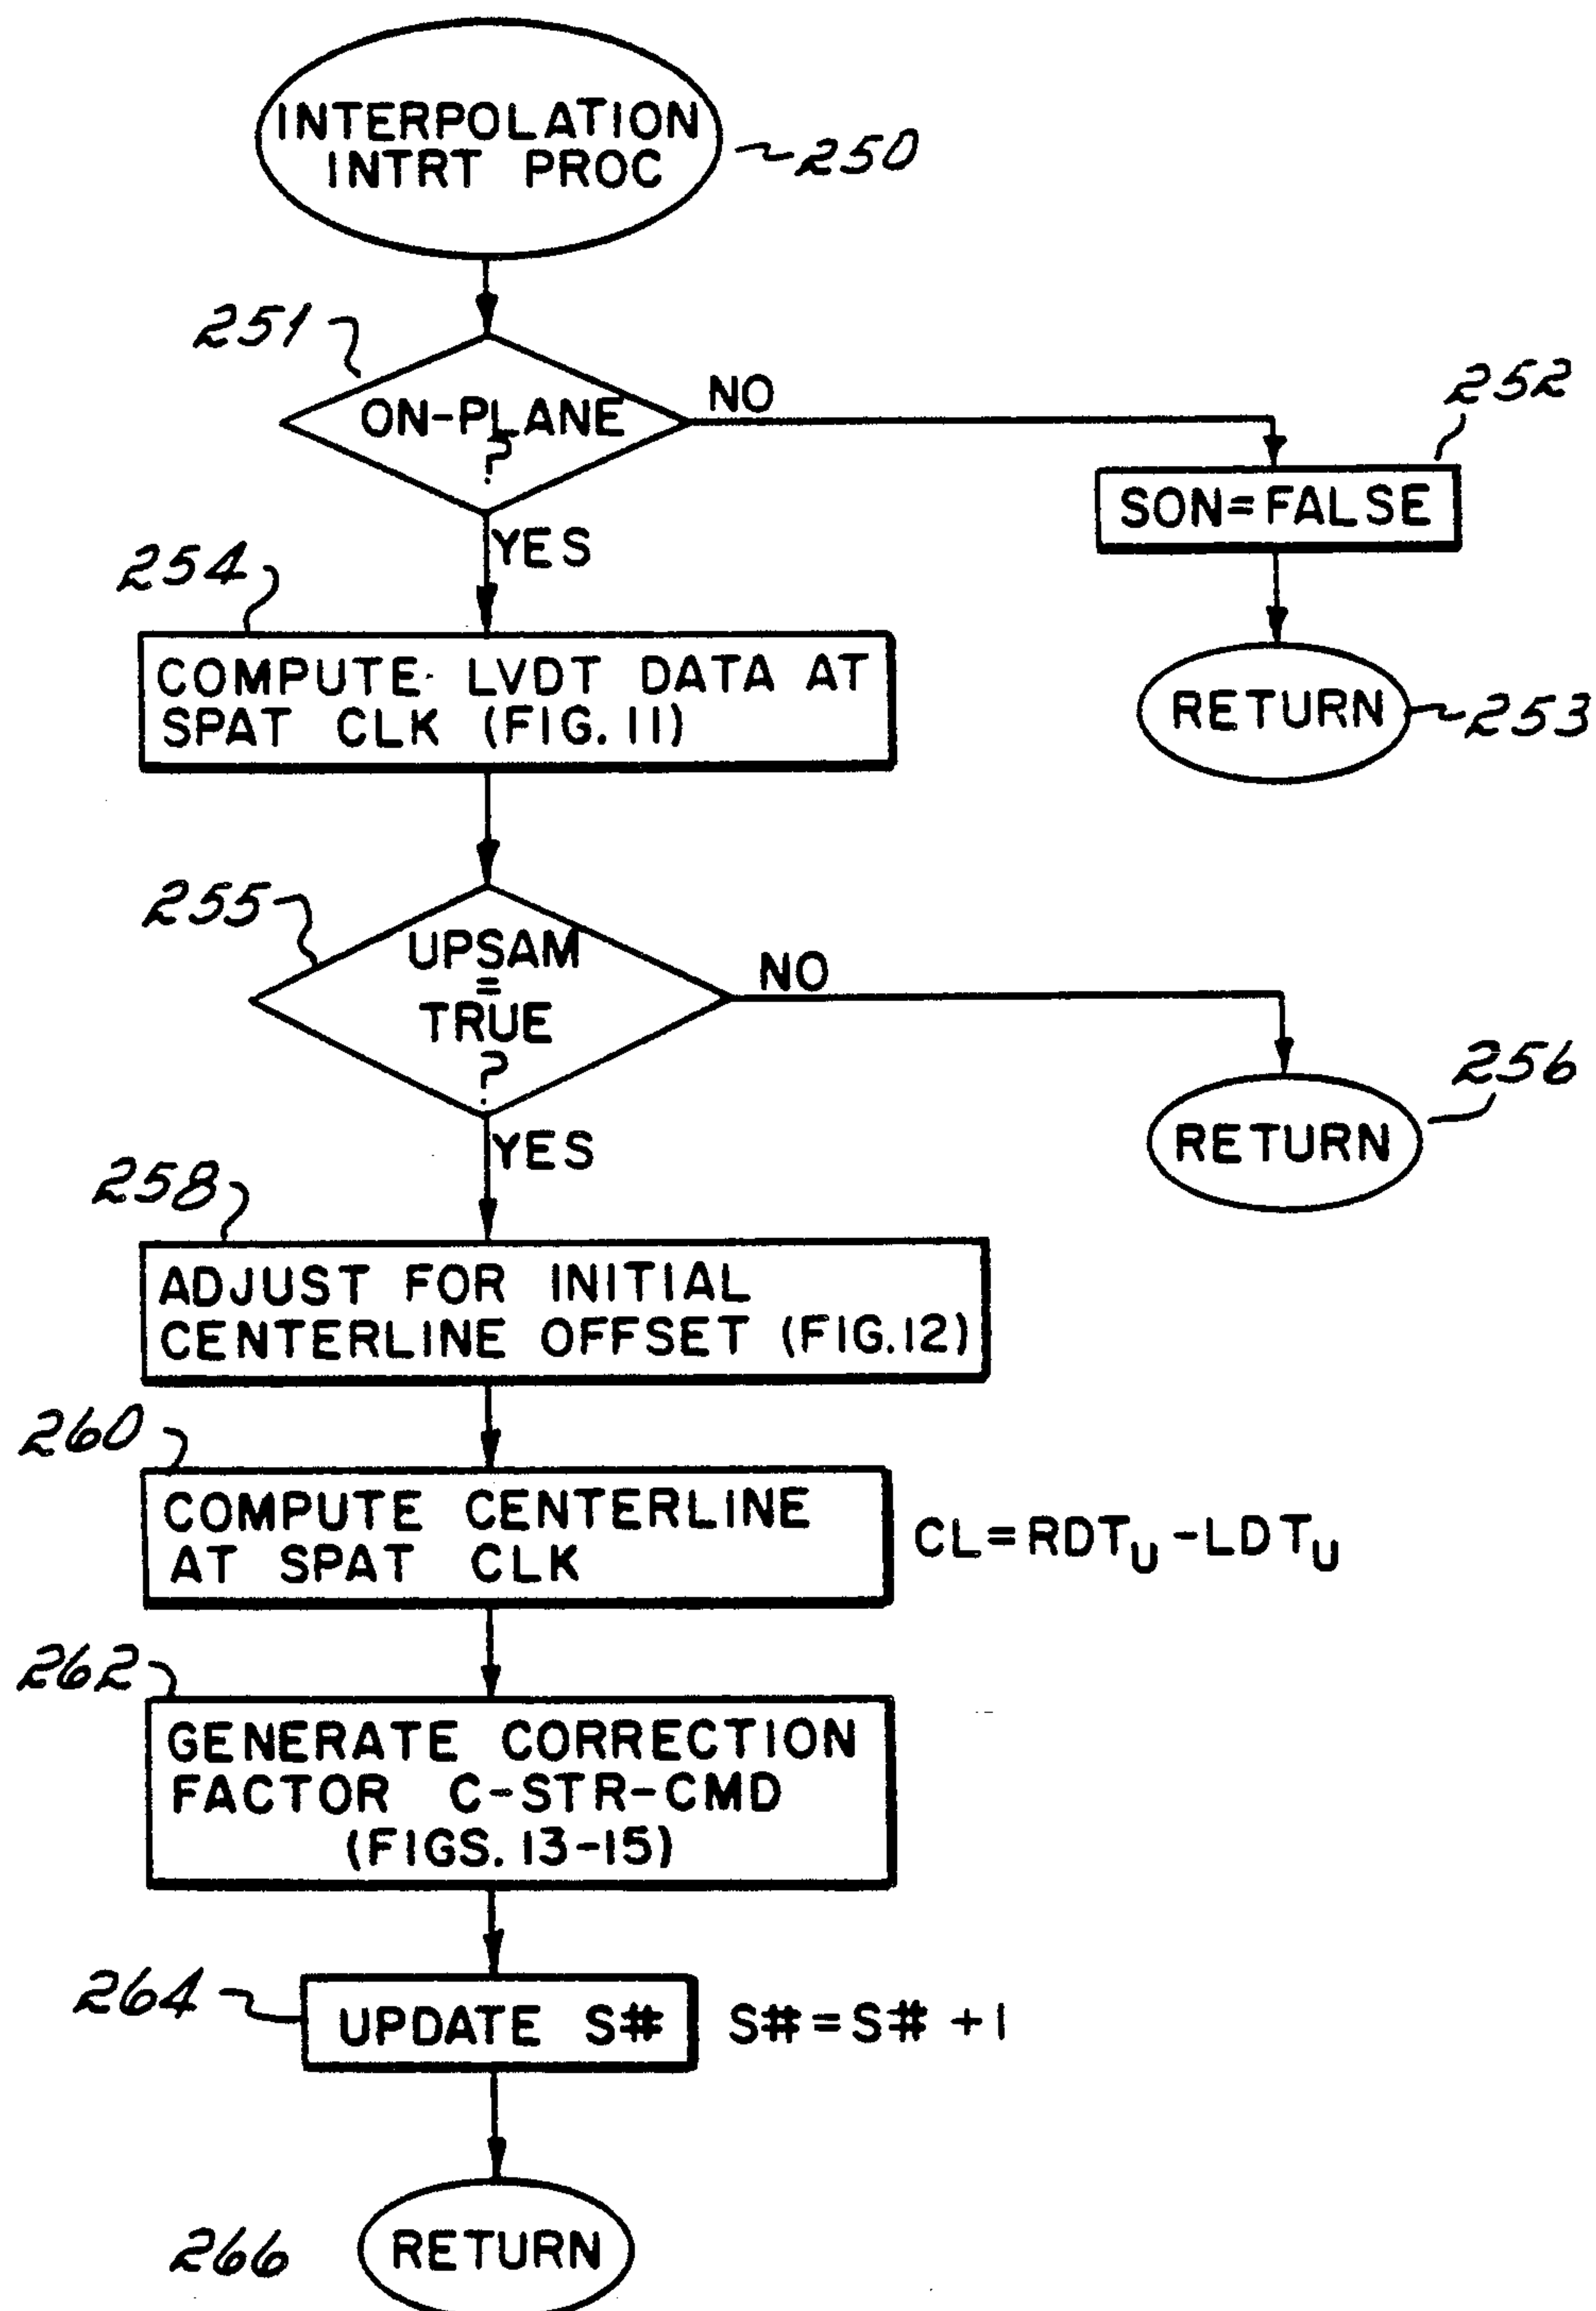 INTERPOLATION
INTRT PROC
250
251
ON-PLANE
?
NO
252
SON=FALSE
YES
RETURN
253
254
COMPUTE LVDT DATA AT
SPAT CLK (FIG. 11)
255
UPSAM
=
TRUE
?
NO
256
RETURN
YES
258
ADJUST FOR INITIAL
CENTERLINE OFFSET (FIG.12)
260
COMPUTE CENTERLINE
AT SPAT CLK
CL=RDTU-LDTU
262
GENERATE CORRECTION
FACTOR C-STR-CMD
(FIGS. 13-15)
264
UPDATE S#
S#=S# +1
266
RETURN